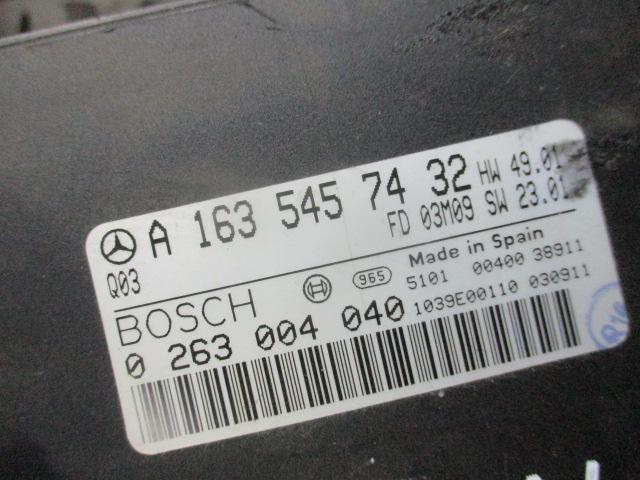 A 163 545 74 32 HW 49.01
Q03 FD 03M09 SW 23.01
BOSCH 965 Made in Spain
5101 00400 38911
0 263 004 040 1039E00110 030911